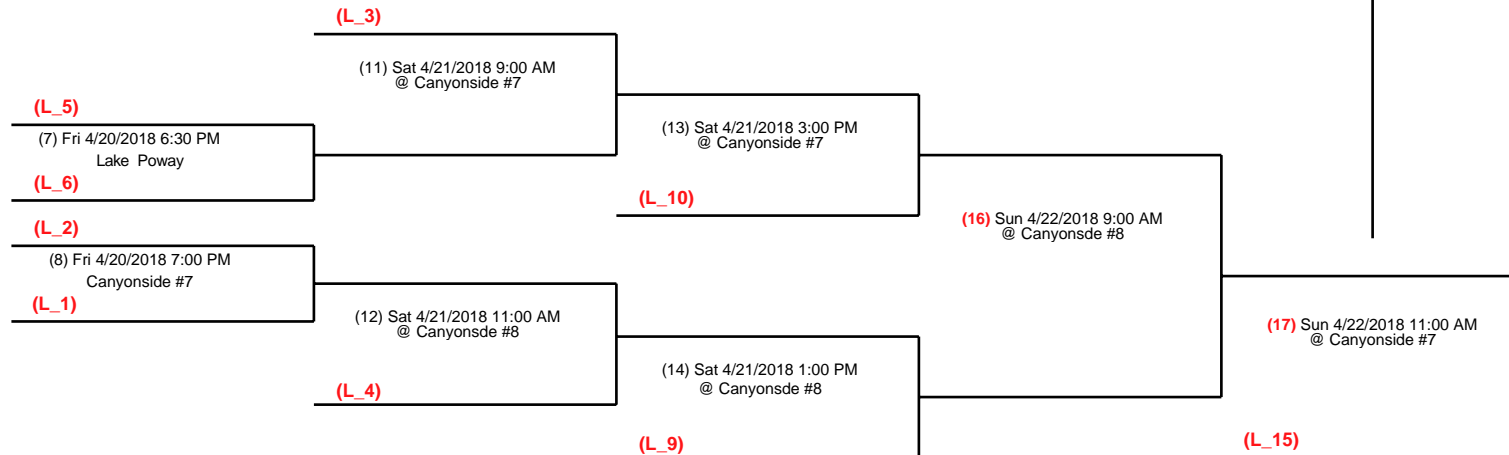 (L_3)
(11) Sat 4/21/2018 9:00 AM
@ Canyonside #7
(L_5)
(7) Fri 4/20/2018 6:30 PM
Lake Poway
(L_6)
(13) Sat 4/21/2018 3:00 PM
@ Canyonside #7
(L_10)
(L_2)
(8) Fri 4/20/2018 7:00 PM
Canyonside #7
(L_1)
(16) Sun 4/22/2018 9:00 AM
@ Canyonsde #8
(12) Sat 4/21/2018 11:00 AM
@ Canyonsde #8
(L_4)
(14) Sat 4/21/2018 1:00 PM
@ Canyonsde #8
(L_9)
(17) Sun 4/22/2018 11:00 AM
@ Canyonside #7
(L_15)